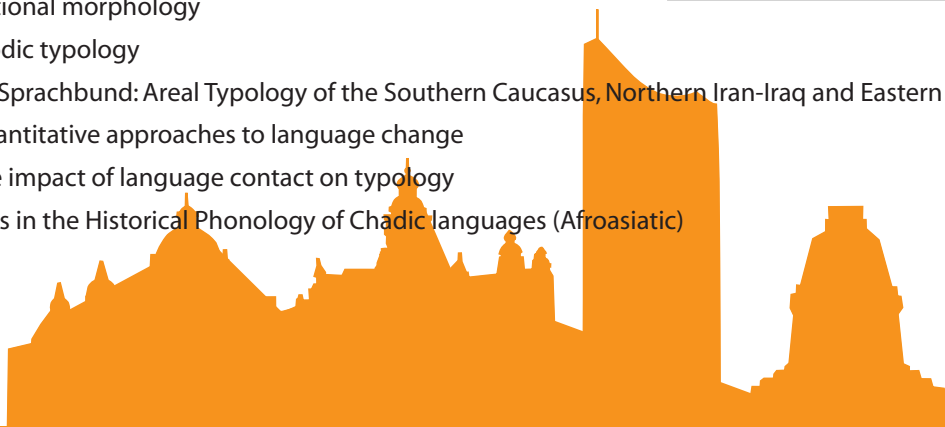 tional morphology
dic typology
Sprachbund: Areal Typology of the Southern Caucasus, Northern Iran-Iraq and Eastern
antitative approaches to language change
e impact of language contact on typology
s in the Historical Phonology of Chadic languages (Afroasiatic)